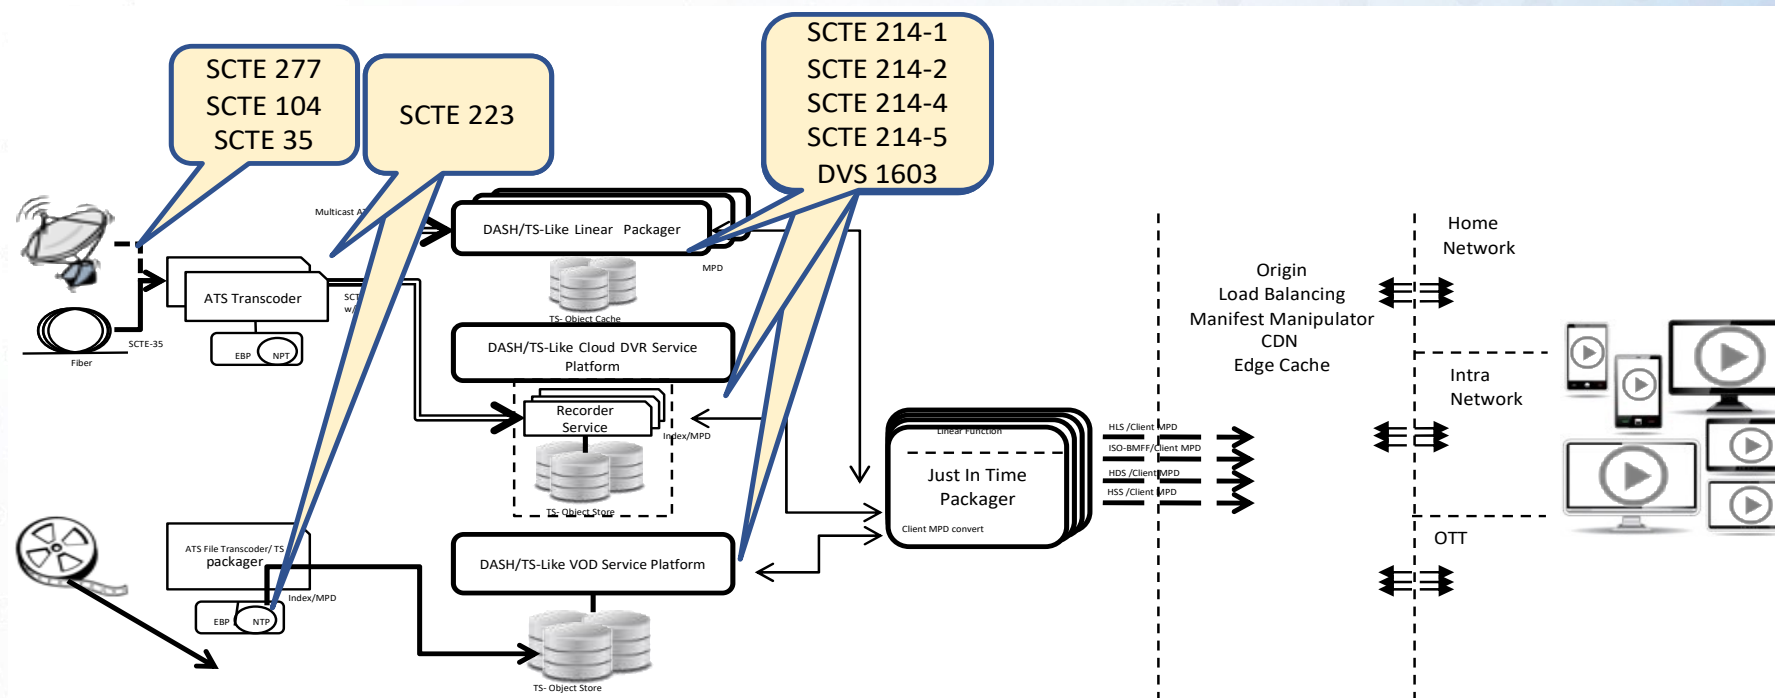 SCTE 277
SCTE 104
SCTE 35
SCTE 223
SCTE 214-1
SCTE 214-2
SCTE 214-4
SCTE 214-5
DVS 1603
Multicast
DASH/TS-Like Linear Packager
MPD
TS- Object Cache
ATS Transcoder
EBP
NPT
SCTE-35
Fiber
DASH/TS-Like Cloud DVR Service
Platform
Recorder
Service
Index/MPD
TS- Object Store
ATS File Transcoder/ TS
packager
Index/MPD
EBP
NTP
DASH/TS-Like VOD Service Platform
TS- Object Store
Linear Function
Just In Time
Packager
Client MPD convert
HLS /Client MPD
ISO-BMFF/Client MPD
HDS /Client MPD
HSS /Client MPD
Origin
Load Balancing
Manifest Manipulator
CDN
Edge Cache
Home
Network
Intra
Network
OTT